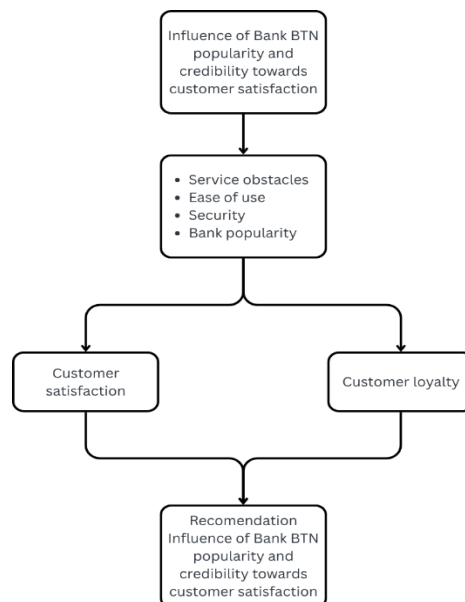 Influence of Bank BTN
popularity and
credibility towards
customer satisfaction
• Service obstacles
• Ease of use
• Security
• Bank popularity
Customer
satisfaction
Customer loyalty
Recomendation
Influence of Bank BTN
popularity and
credibility towards
customer satisfaction